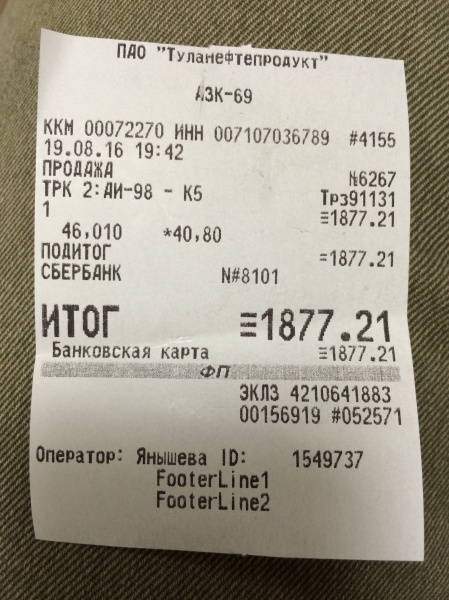 ПАО "Туланефтепродукт"
АЗК-69
ККМ 00072270 ИНН 007107036789 #4155
19.08.16 19:42
ПРОДАЖА №6267
ТРК 2:АИ-98 - К5 Трз91131
1 ≡1877.21
46,010 *40,80
ПОДИТОГ =1877.21
СБЕРБАНК N#8101
ИТОГ ≡1877.21
Банковская карта ≡1877.21
ФП
ЭКЛЗ 4210641883
00156919 #052571
Оператор: Янышева ID: 1549737
FooterLine1
FooterLine2